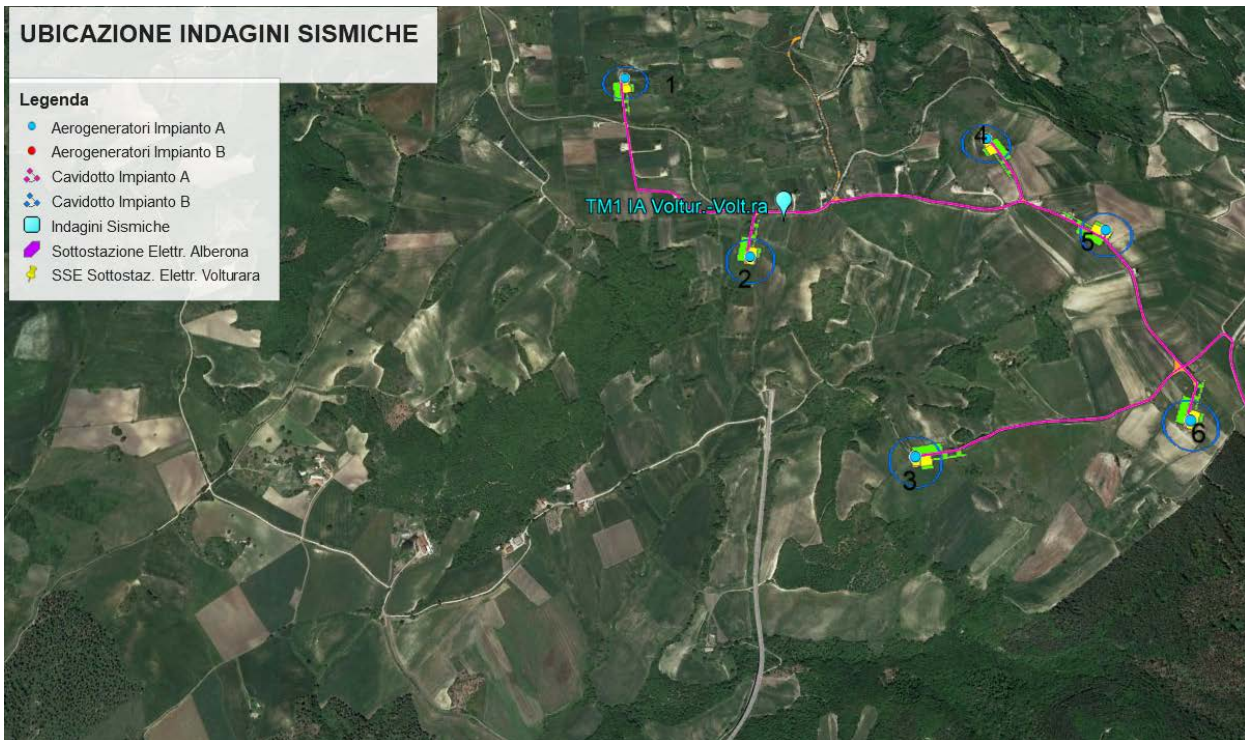 UBICAZIONE INDAGINI SISMICHE
Legenda
Aerogeneratori Impianto A
Aerogeneratori Impianto B
Cavidotto Impianto A
Cavidotto Impianto B
Indagini Sismiche
Sottostazione Elettr. Alberona
SSE Sottostaz. Elettr. Volturara
1
4
TM1 IA Voltur.-Volt.ra
5
2
6
3